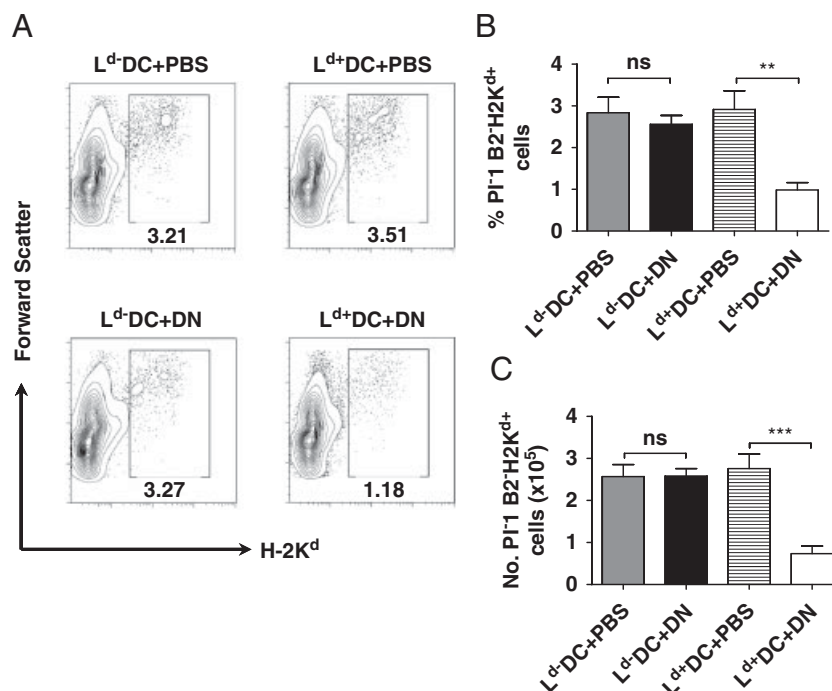 A
L^d-DC+PBS
L^d+DC+PBS
3.21
3.51
L^d-DC+DN
L^d+DC+DN
3.27
1.18
Forward Scatter
H-2K^d
B
ns
**
4
3
2
1
0
% PI^-1 B2^-H2K^d+
cells
L^d-DC+PBS
L^d-DC+DN
L^d+DC+PBS
L^d+DC+DN
C
ns
***
4
3
2
1
0
No. PI^-1 B2^-H2K^d+
cells (x10^5)
L^d-DC+PBS
L^d-DC+DN
L^d+DC+PBS
L^d+DC+DN